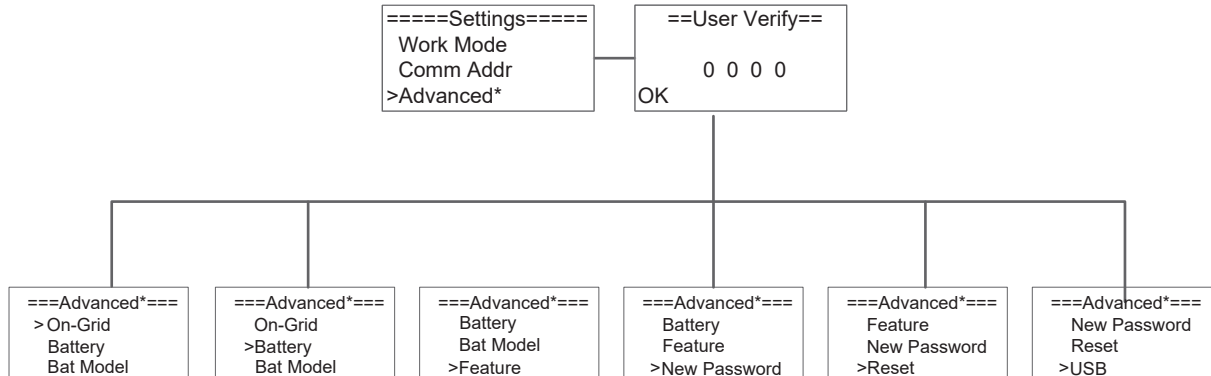 =====Settings=====
Work Mode
Comm Addr
>Advanced*
==User Verify==
0 0 0 0
OK
===Advanced*===
>On-Grid
Battery
Bat Model
===Advanced*===
On-Grid
>Battery
Bat Model
===Advanced*===
Battery
Bat Model
>Feature
===Advanced*===
Battery
Feature
>New Password
===Advanced*===
Feature
New Password
>Reset
===Advanced*===
New Password
Reset
>USB